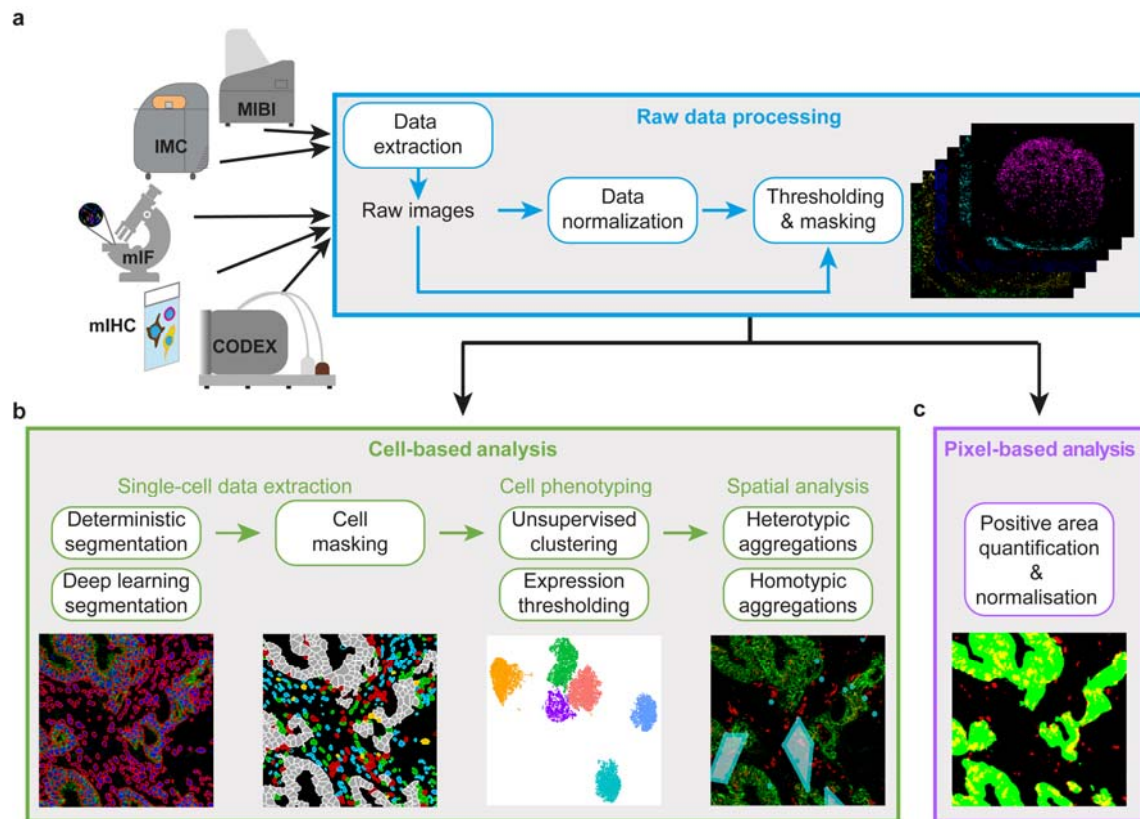 a
MIBI
IMC
mIF
mIHC
CODEX
Raw data processing
Data
extraction
Raw images
Data
normalization
Thresholding
& masking
b
Cell-based analysis
Single-cell data extraction
Deterministic
segmentation
Deep learning
segmentation
Cell
masking
Cell phenotyping
Unsupervised
clustering
Expression
thresholding
Spatial analysis
Heterotypic
aggregations
Homotypic
aggregations
c
Pixel-based analysis
Positive area
quantification
&
normalisation